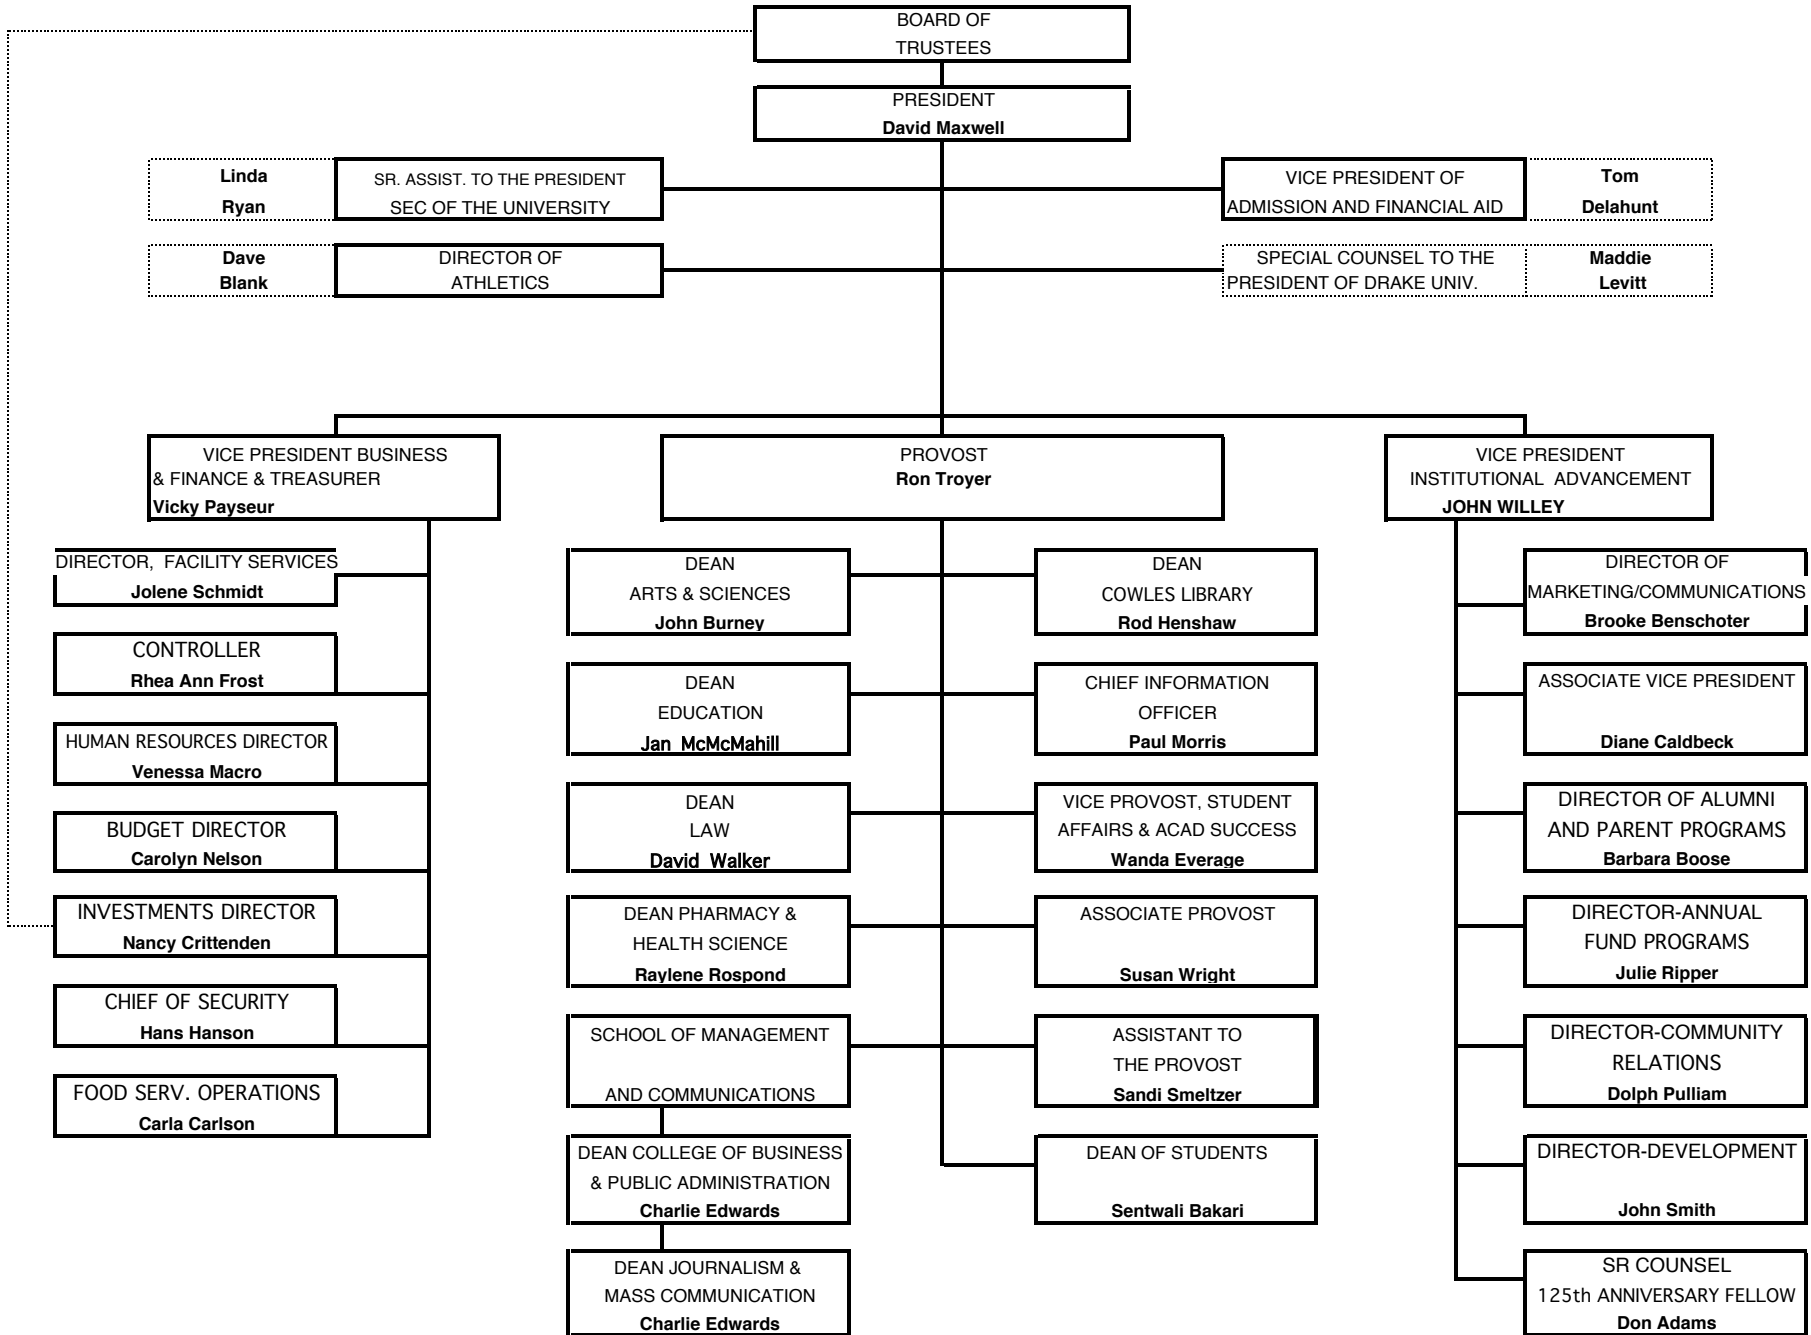 BOARD OF
TRUSTEES
PRESIDENT
David Maxwell
Linda
Ryan
SR. ASSIST. TO THE PRESIDENT
SEC OF THE UNIVERSITY
VICE PRESIDENT OF
ADMISSION AND FINANCIAL AID
Tom
Delahunt
Dave
Blank
DIRECTOR OF
ATHLETICS
SPECIAL COUNSEL TO THE
PRESIDENT OF DRAKE UNIV.
Maddie
Levitt
VICE PRESIDENT BUSINESS
& FINANCE & TREASURER
Vicky Payseur
PROVOST
Ron Troyer
VICE PRESIDENT
INSTITUTIONAL ADVANCEMENT
JOHN WILLEY
DIRECTOR, FACILITY SERVICES
Jolene Schmidt
CONTROLLER
Rhea Ann Frost
HUMAN RESOURCES DIRECTOR
Venessa Macro
BUDGET DIRECTOR
Carolyn Nelson
INVESTMENTS DIRECTOR
Nancy Crittenden
CHIEF OF SECURITY
Hans Hanson
FOOD SERV. OPERATIONS
Carla Carlson
DEAN
ARTS & SCIENCES
John Burney
DEAN
EDUCATION
Jan McMcMahill
DEAN
LAW
David Walker
DEAN PHARMACY &
HEALTH SCIENCE
Raylene Rospond
SCHOOL OF MANAGEMENT
AND COMMUNICATIONS
DEAN COLLEGE OF BUSINESS
& PUBLIC ADMINISTRATION
Charlie Edwards
DEAN JOURNALISM &
MASS COMMUNICATION
Charlie Edwards
DEAN
COWLES LIBRARY
Rod Henshaw
CHIEF INFORMATION
OFFICER
Paul Morris
VICE PROVOST, STUDENT
AFFAIRS & ACAD SUCCESS
Wanda Everage
ASSOCIATE PROVOST
Susan Wright
ASSISTANT TO
THE PROVOST
Sandi Smeltzer
DEAN OF STUDENTS
Sentwali Bakari
DIRECTOR OF
MARKETING/COMMUNICATIONS
Brooke Benschoter
ASSOCIATE VICE PRESIDENT
Diane Caldbeck
DIRECTOR OF ALUMNI
AND PARENT PROGRAMS
Barbara Boose
DIRECTOR-ANNUAL
FUND PROGRAMS
Julie Ripper
DIRECTOR-COMMUNITY
RELATIONS
Dolph Pulliam
DIRECTOR-DEVELOPMENT
John Smith
SR COUNSEL
125th ANNIVERSARY FELLOW
Don Adams